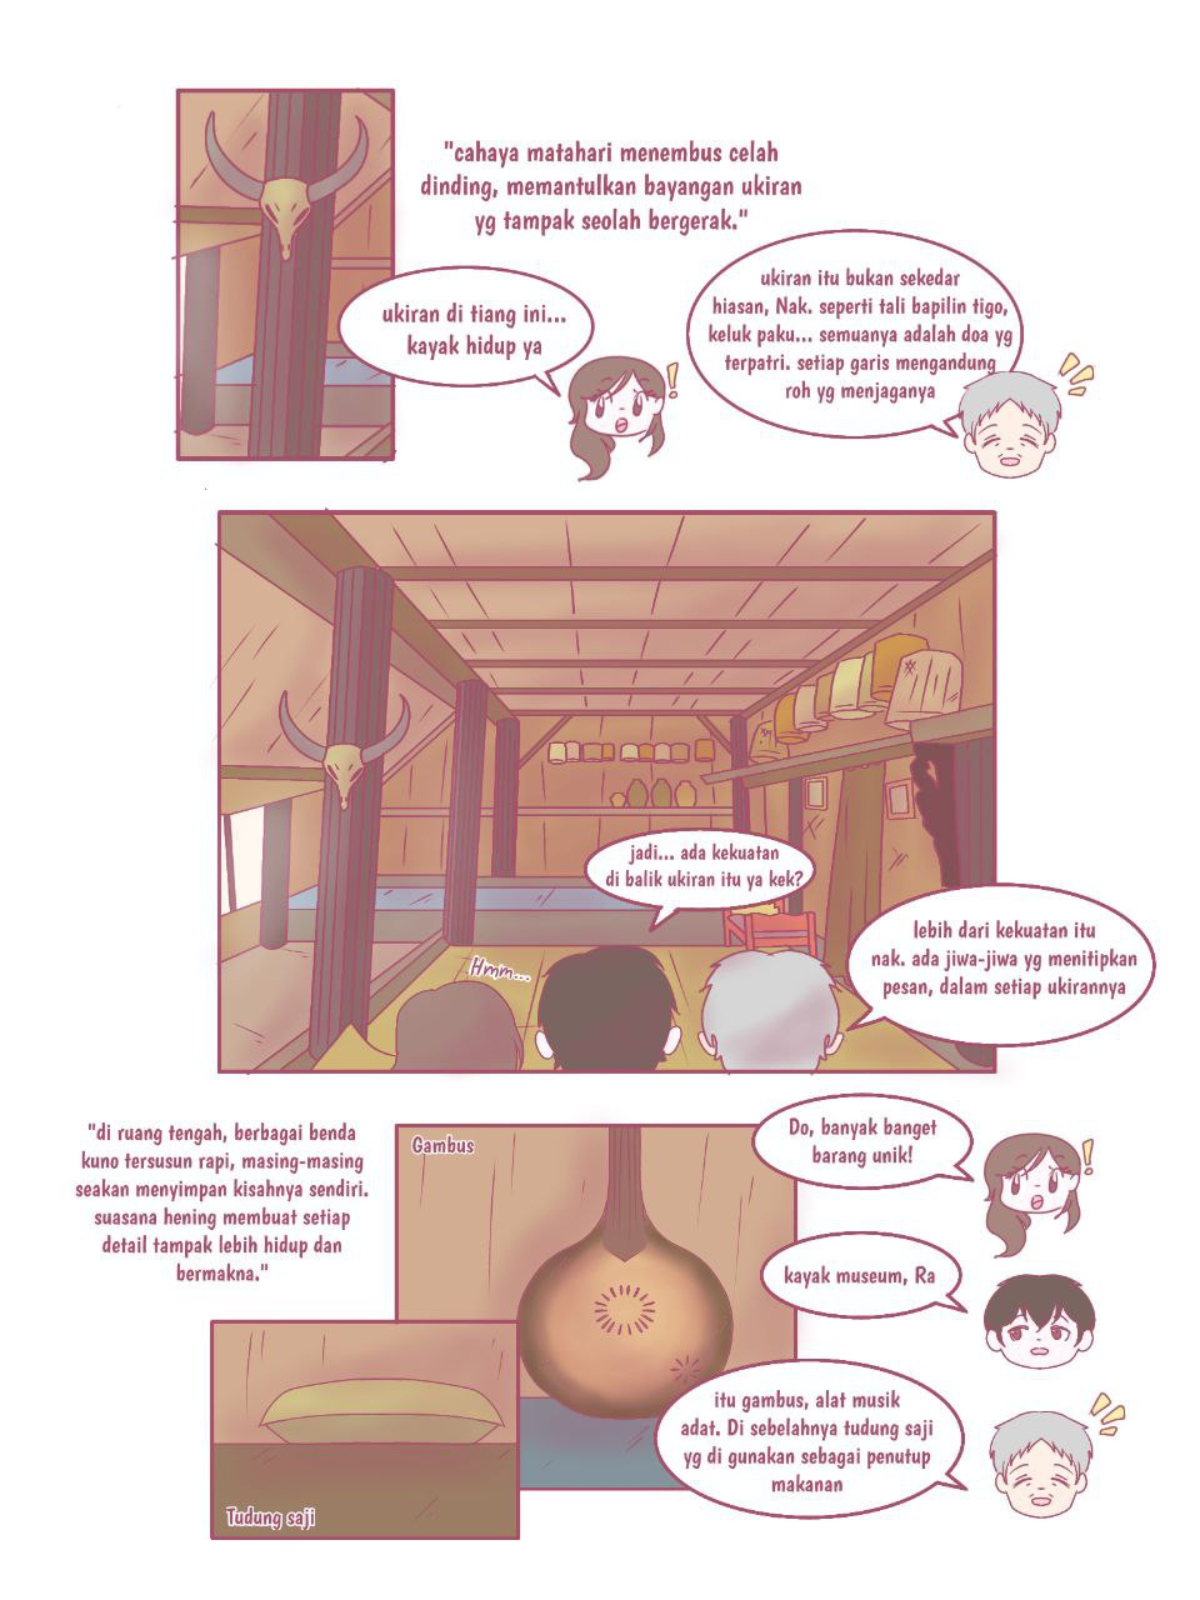 "cahaya matahari menembus celah
dinding, memantulkan bayangan ukiran
yg tampak seolah bergerak."
ukiran di tiang ini...
kayak hidup ya
ukiran itu bukan sekedar
hiasan, Nak. seperti tali bapilin tigo,
keluk paku... semuanya adalah doa yg
terpatri. setiap garis mengandung
roh yg menjaganya
jadi... ada kekuatan
di balik ukiran itu ya kek?
lebih dari kekuatan itu
nak. ada jiwa-jiwa yg menitipkan
pesan, dalam setiap ukirannya
Hmm...
"di ruang tengah, berbagai benda
kuno tersusun rapi, masing-masing
seakan menyimpan kisahnya sendiri.
suasana hening membuat setiap
detail tampak lebih hidup dan
bermakna."
Gambus
Do, banyak banget
barang unik!
kayak museum, Ra
itu gambus, alat musik
adat. Di sebelahnya tudung saji
yg di gunakan sebagai penutup
makanan
Tudung saji